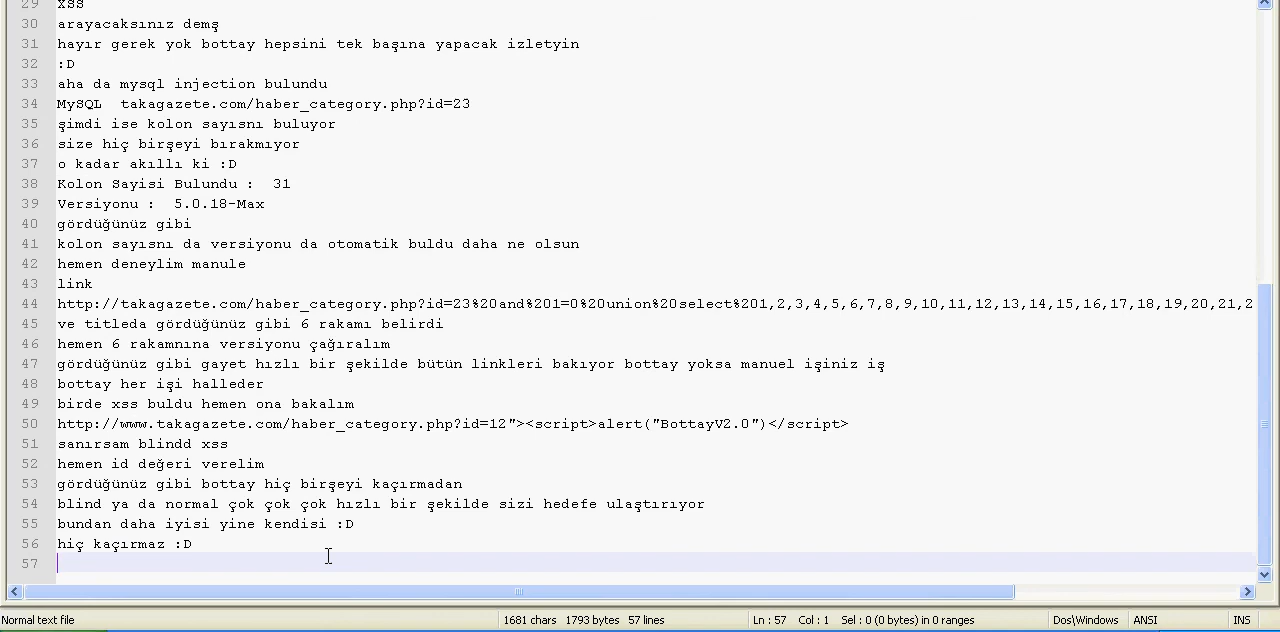 29 XSS
30 arayacaksınız demş
31 hayır gerek yok bottay hepsini tek başına yapacak izletyin
32 :D
33 aha da mysql injection bulundu
34 MySQL  takagazete.com/haber_category.php?id=23
35 şimdi ise kolon sayısnı buluyor
36 size hiç birşeyi bırakmıyor
37 o kadar akıllı ki :D
38 Kolon Sayisi Bulundu :  31
39 Versiyonu :  5.0.18-Max
40 gördüğünüz gibi
41 kolon sayısnı da versiyonu da otomatik buldu daha ne olsun
42 hemen deneylim manule
43 link
44 http://takagazete.com/haber_category.php?id=23%20and%201=0%20union%20select%201,2,3,4,5,6,7,8,9,10,11,12,13,14,15,16,17,18,19,20,21,2
45 ve titleda gördüğünüz gibi 6 rakamı belirdi
46 hemen 6 rakamnına versiyonu çağıralım
47 gördüğünüz gibi gayet hızlı bir şekilde bütün linkleri bakıyor bottay yoksa manuel işiniz iş
48 bottay her işi halleder
49 birde xss buldu hemen ona bakalım
50 http://www.takagazete.com/haber_category.php?id=12"><script>alert("BottayV2.0")</script>
51 sanırsam blindd xss
52 hemen id değeri verelim
53 gördüğünüz gibi bottay hiç birşeyi kaçırmadan
54 blind ya da normal çok çok çok hızlı bir şekilde sizi hedefe ulaştırıyor
55 bundan daha iyisi yine kendisi :D
56 hiç kaçırmaz :D
57
Normal text file 1681 chars 1793 bytes 57 lines Ln : 57 Col : 1 Sel : 0 (0 bytes) in 0 ranges Dos\Windows ANSI INS